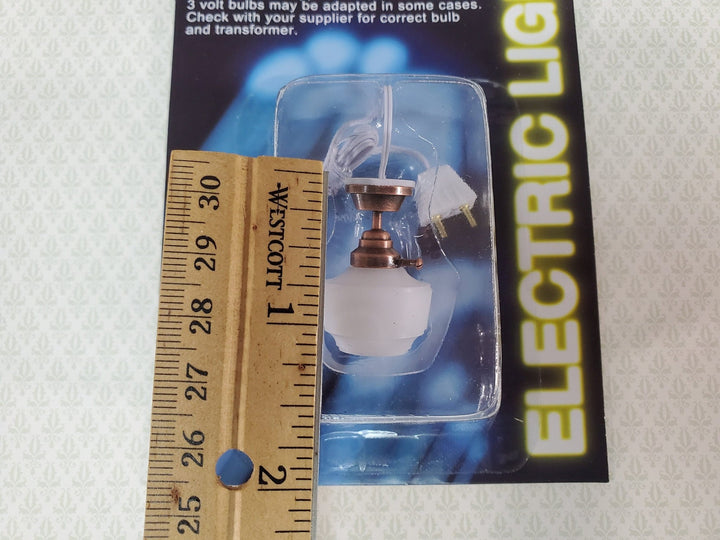 3 volt bulbs may be adapted in some cases.
Check with your supplier for correct bulb
and transformer.
ELECTRIC LIG
WESTCOTT
30
29
28
27
26
25
1
2